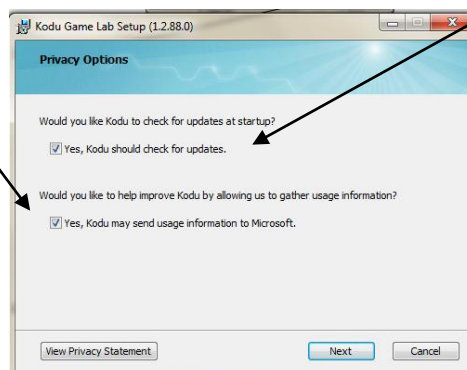 Kodu Game Lab Setup (1.2.88.0)
Privacy Options
Would you like Kodu to check for updates at startup?
Yes, Kodu should check for updates.
Would you like to help improve Kodu by allowing us to gather usage information?
Yes, Kodu may send usage information to Microsoft.
View Privacy Statement Next Cancel